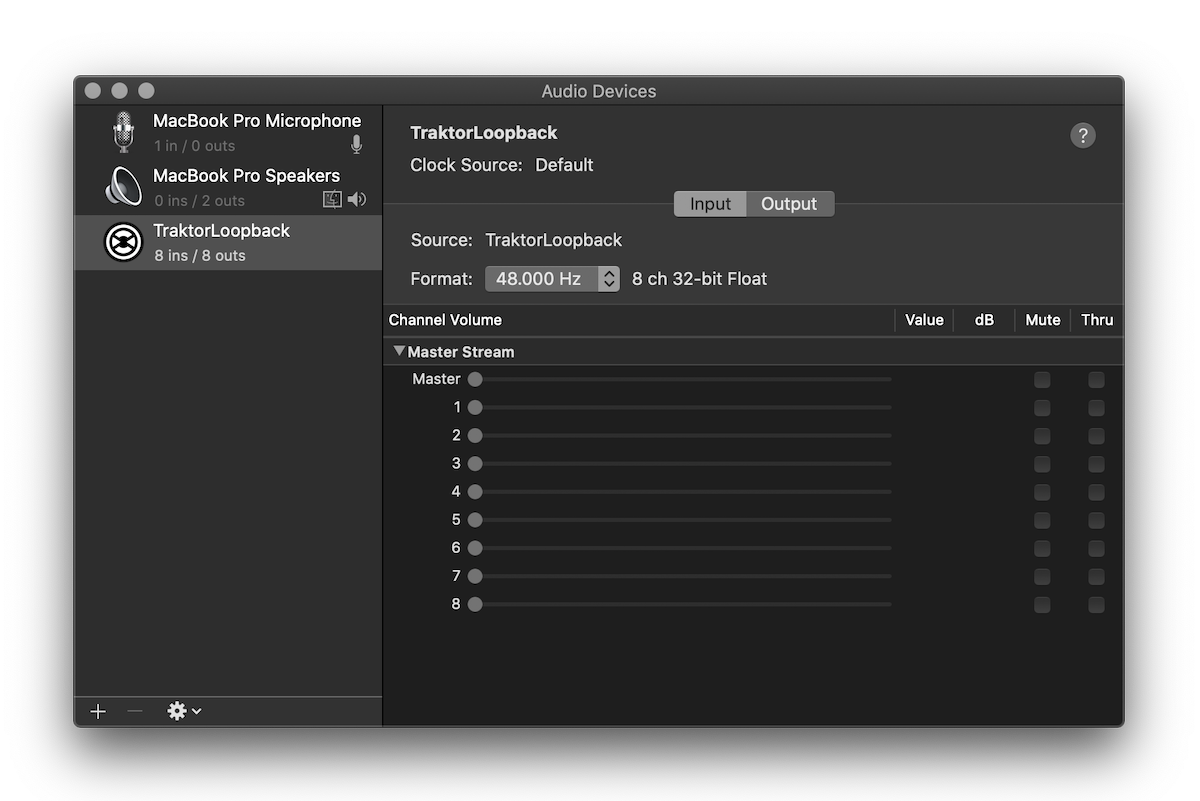 Audio Devices
MacBook Pro Microphone
1 in / 0 outs
MacBook Pro Speakers
0 ins / 2 outs
TraktorLoopback
8 ins / 8 outs
TraktorLoopback
?
Clock Source: Default
Input Output
Source: TraktorLoopback
Format: 48.000 Hz 8 ch 32-bit Float
Channel Volume Value dB Mute Thru
Master Stream
Master
1
2
3
4
5
6
7
8